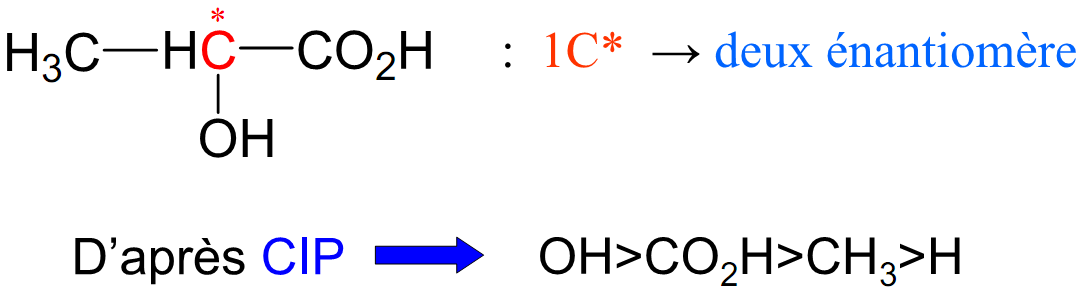 *
H₃C—HC—CO₂H : 1C* → deux énantiomère
OH
D’après CIP → OH>CO₂H>CH₃>H